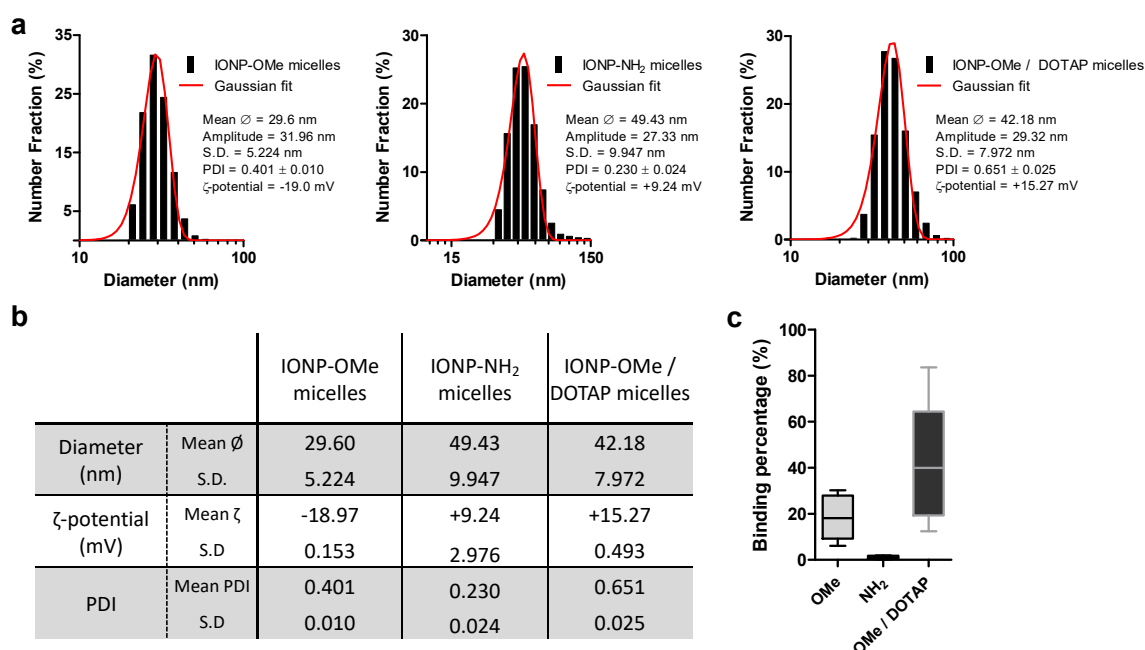 a
35
25
15
5
Number Fraction (%)
10
100
Diameter (nm)
IONP-OMe micelles
Gaussian fit
Mean ∅ = 29.6 nm
Amplitude = 31.96 nm
S.D. = 5.224 nm
PDI = 0.401 ± 0.010
ζ-potential = -19.0 mV
30
20
10
0
Number Fraction (%)
15
150
Diameter (nm)
IONP-NH₂ micelles
Gaussian fit
Mean ∅ = 49.43 nm
Amplitude = 27.33 nm
S.D. = 9.947 nm
PDI = 0.230 ± 0.024
ζ-potential = +9.24 mV
30
20
10
0
Number Fraction (%)
10
100
Diameter (nm)
IONP-OMe / DOTAP micelles
Gaussian fit
Mean ∅ = 42.18 nm
Amplitude = 29.32 nm
S.D. = 7.972 nm
PDI = 0.651 ± 0.025
ζ-potential = +15.27 mV
b
IONP-OMe micelles
IONP-NH₂ micelles
IONP-OMe / DOTAP micelles
Diameter (nm)
Mean Ø 29.60 49.43 42.18
S.D. 5.224 9.947 7.972
ζ-potential (mV)
Mean ζ -18.97 +9.24 +15.27
S.D 0.153 2.976 0.493
PDI
Mean PDI 0.401 0.230 0.651
S.D 0.010 0.024 0.025
c
100
80
60
40
20
0
Binding percentage (%)
OMe
NH₂
OMe / DOTAP